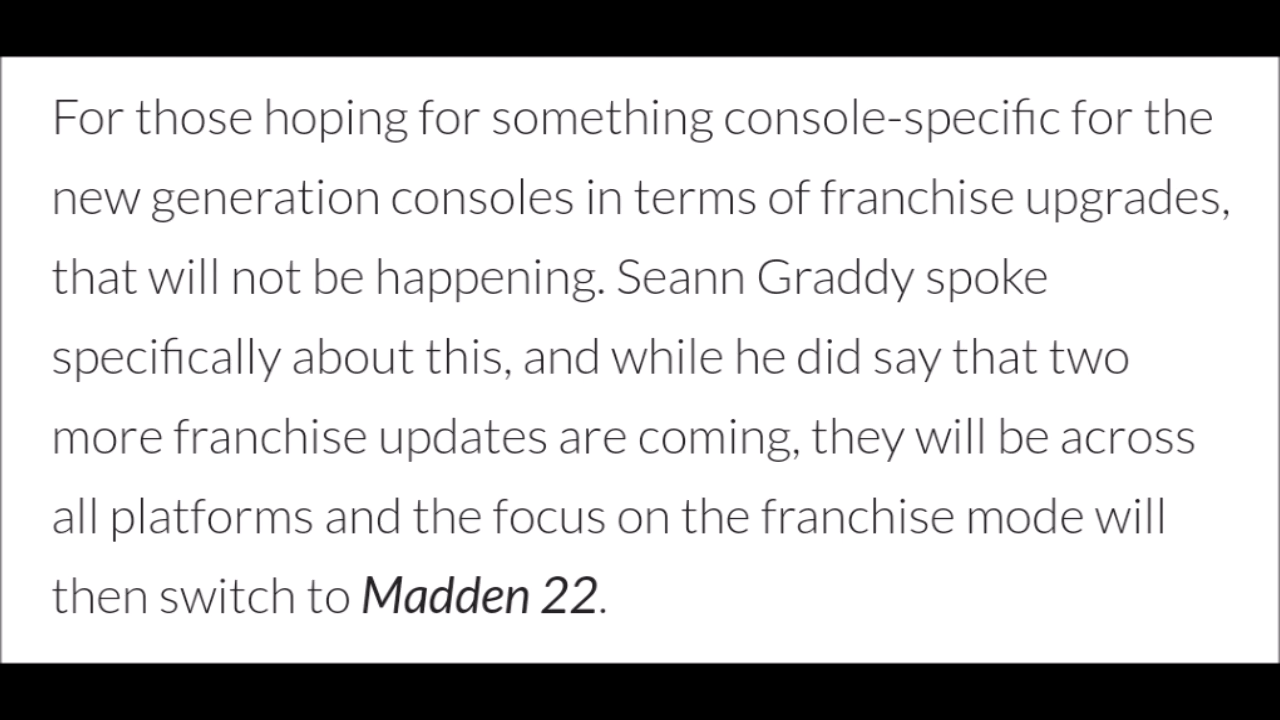 For those hoping for something console-specific for the
new generation consoles in terms of franchise upgrades,
that will not be happening. Seann Graddy spoke
specifically about this, and while he did say that two
more franchise updates are coming, they will be across
all platforms and the focus on the franchise mode will
then switch to Madden 22.